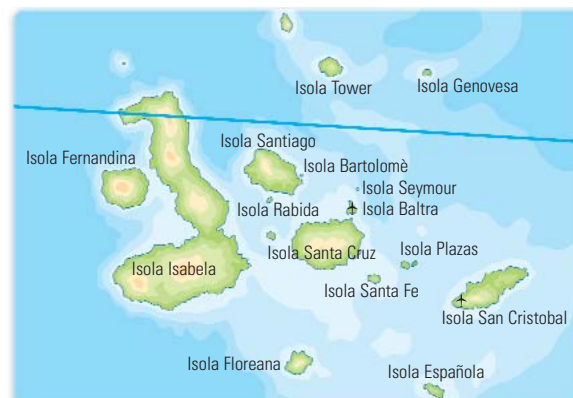 Isola Tower
Isola Genovesa
Isola Santiago
Isola Fernandina
Isola Bartolomè
Isola Seymour
Isola Rabida
Isola Baltra
Isola Santa Cruz
Isola Plazas
Isola Isabela
Isola Santa Fe
Isola San Cristobal
Isola Floreana
Isola Española